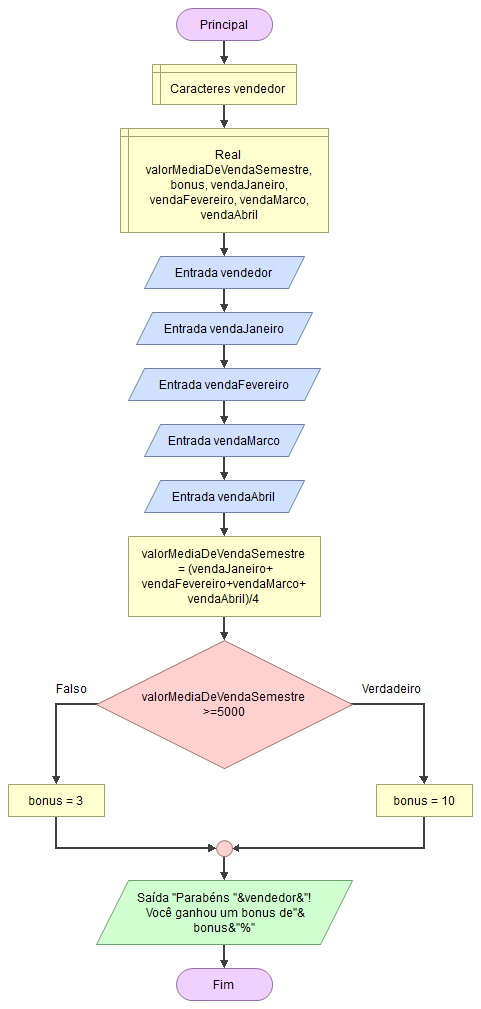 Principal
Caracteres vendedor
Real
valorMediaDeVendaSemestre,
bonus, vendaJaneiro,
vendaFevereiro, vendaMarco,
vendaAbril
Entrada vendedor
Entrada vendaJaneiro
Entrada vendaFevereiro
Entrada vendaMarco
Entrada vendaAbril
valorMediaDeVendaSemestre
= (vendaJaneiro+
vendaFevereiro+vendaMarco+
vendaAbril)/4
Falso
Verdadeiro
valorMediaDeVendaSemestre
>=5000
bonus = 3
bonus = 10
Saída "Parabéns "&vendedor&"!
Você ganhou um bonus de"&
bonus&"%"
Fim